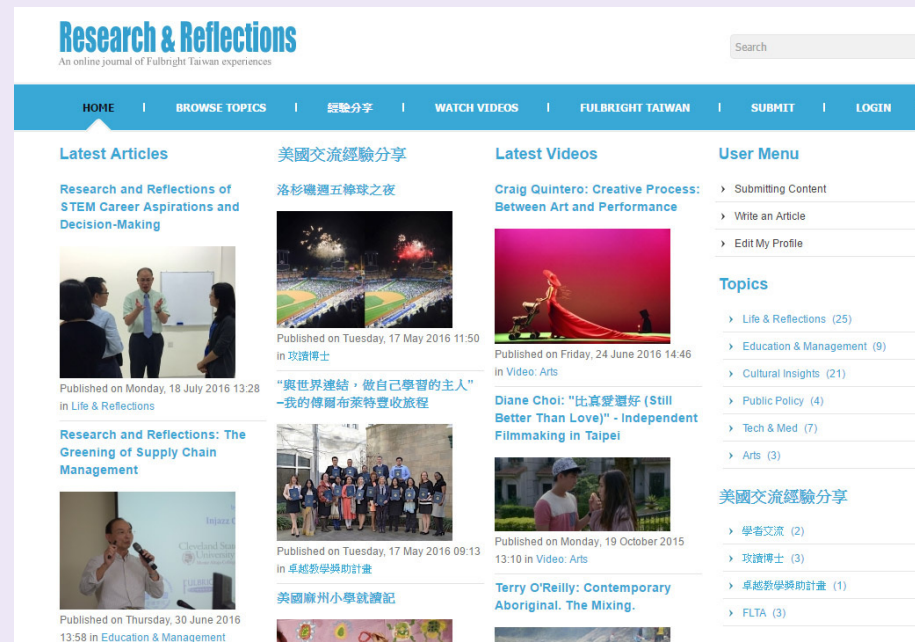 Research & Reflections
An online journal of Fulbright Taiwan experiences
Search
HOME
BROWSE TOPICS
經驗分享
WATCH VIDEOS
FULBRIGHT TAIWAN
SUBMIT
LOGIN
Latest Articles
Research and Reflections of
STEM Career Aspirations and
Decision-Making
Published on Monday, 18 July 2016 13:28
in Life & Reflections
Research and Reflections: The
Greening of Supply Chain
Management
Cleveland State
University
Published on Thursday, 30 June 2016
13:58 in Education & Management
美國交流經驗分享
洛杉磯週五棒球之夜
Published on Tuesday, 17 May 2016 11:50
in 攻讀博士
“與世界連結，做自己學習的主人”
–我的傅爾布萊特豐收旅程
Published on Tuesday, 17 May 2016 09:13
in 卓越教學獎助計畫
美國麻州小學就讀記
Latest Videos
Craig Quintero: Creative Process:
Between Art and Performance
Published on Friday, 24 June 2016 14:46
in Video: Arts
Diane Choi: "比真愛還好 (Still
Better Than Love)" - Independent
Filmmaking in Taipei
Published on Monday, 19 October 2015
13:10 in Video: Arts
Terry O'Reilly: Contemporary
Aboriginal. The Mixing.
User Menu
Submitting Content
Write an Article
Edit My Profile
Topics
Life & Reflections (25)
Education & Management (9)
Cultural Insights (21)
Public Policy (4)
Tech & Med (7)
Arts (3)
美國交流經驗分享
學者交流 (2)
攻讀博士 (3)
卓越教學獎助計畫 (1)
FLTA (3)